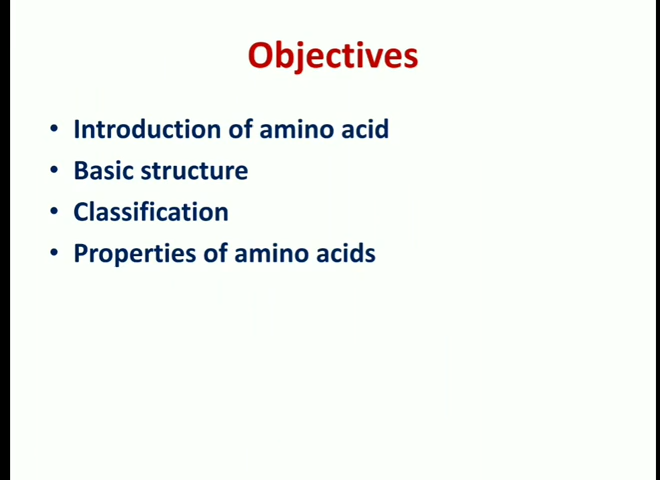 Objectives
• Introduction of amino acid
• Basic structure
• Classification
• Properties of amino acids